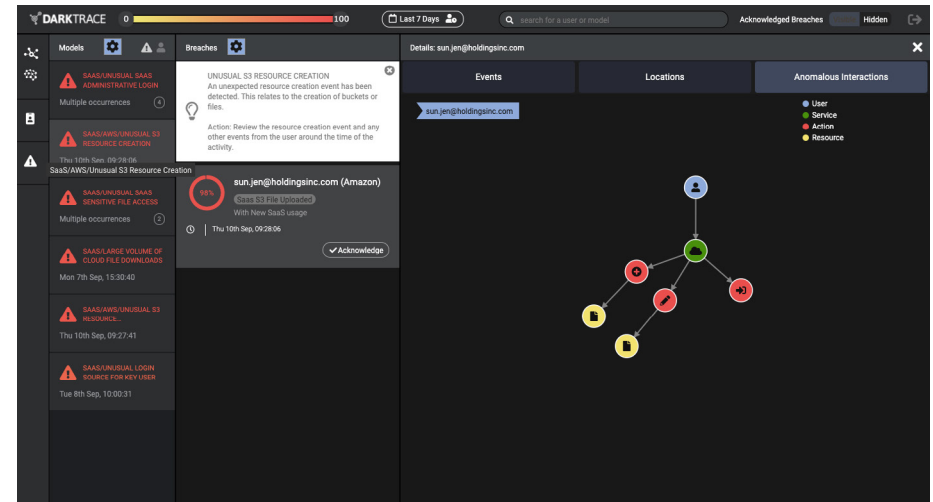 DARKTRACE
0
100
Last 7 Days
search for a user or model
Acknowledged Breaches
Hidden
Models
Breaches
Details: sun.jen@holdingsinc.com
SAAS/UNUSUAL SAAS
ADMINISTRATIVE LOGIN
Multiple occurrences
4
SAAS/AWS/UNUSUAL S3
RESOURCE CREATION
Thu 10th Sep, 09:28:06
SaaS/AWS/Unusual S3 Resource Creation
SAAS/UNUSUAL SAAS
SENSITIVE FILE ACCESS
Multiple occurrences
2
SAAS/LARGE VOLUME OF
CLOUD FILE DOWNLOADS
Mon 7th Sep, 15:30:40
SAAS/AWS/UNUSUAL S3
RESOURCE...
Thu 10th Sep, 09:27:41
SAAS/UNUSUAL LOGIN
SOURCE FOR KEY USER
Tue 8th Sep, 10:00:31
UNUSUAL S3 RESOURCE CREATION
An unexpected resource creation event has been
detected. This relates to the creation of buckets or
files.
Action: Review the resource creation event and any
other events from the user around the time of the
activity.
98%
sun.jen@holdingsinc.com (Amazon)
Saas S3 File Uploaded
With New SaaS usage
Thu 10th Sep, 09:28:06
Acknowledge
Events
Locations
Anomalous Interactions
sun.jen@holdingsinc.com
User
Service
Action
Resource